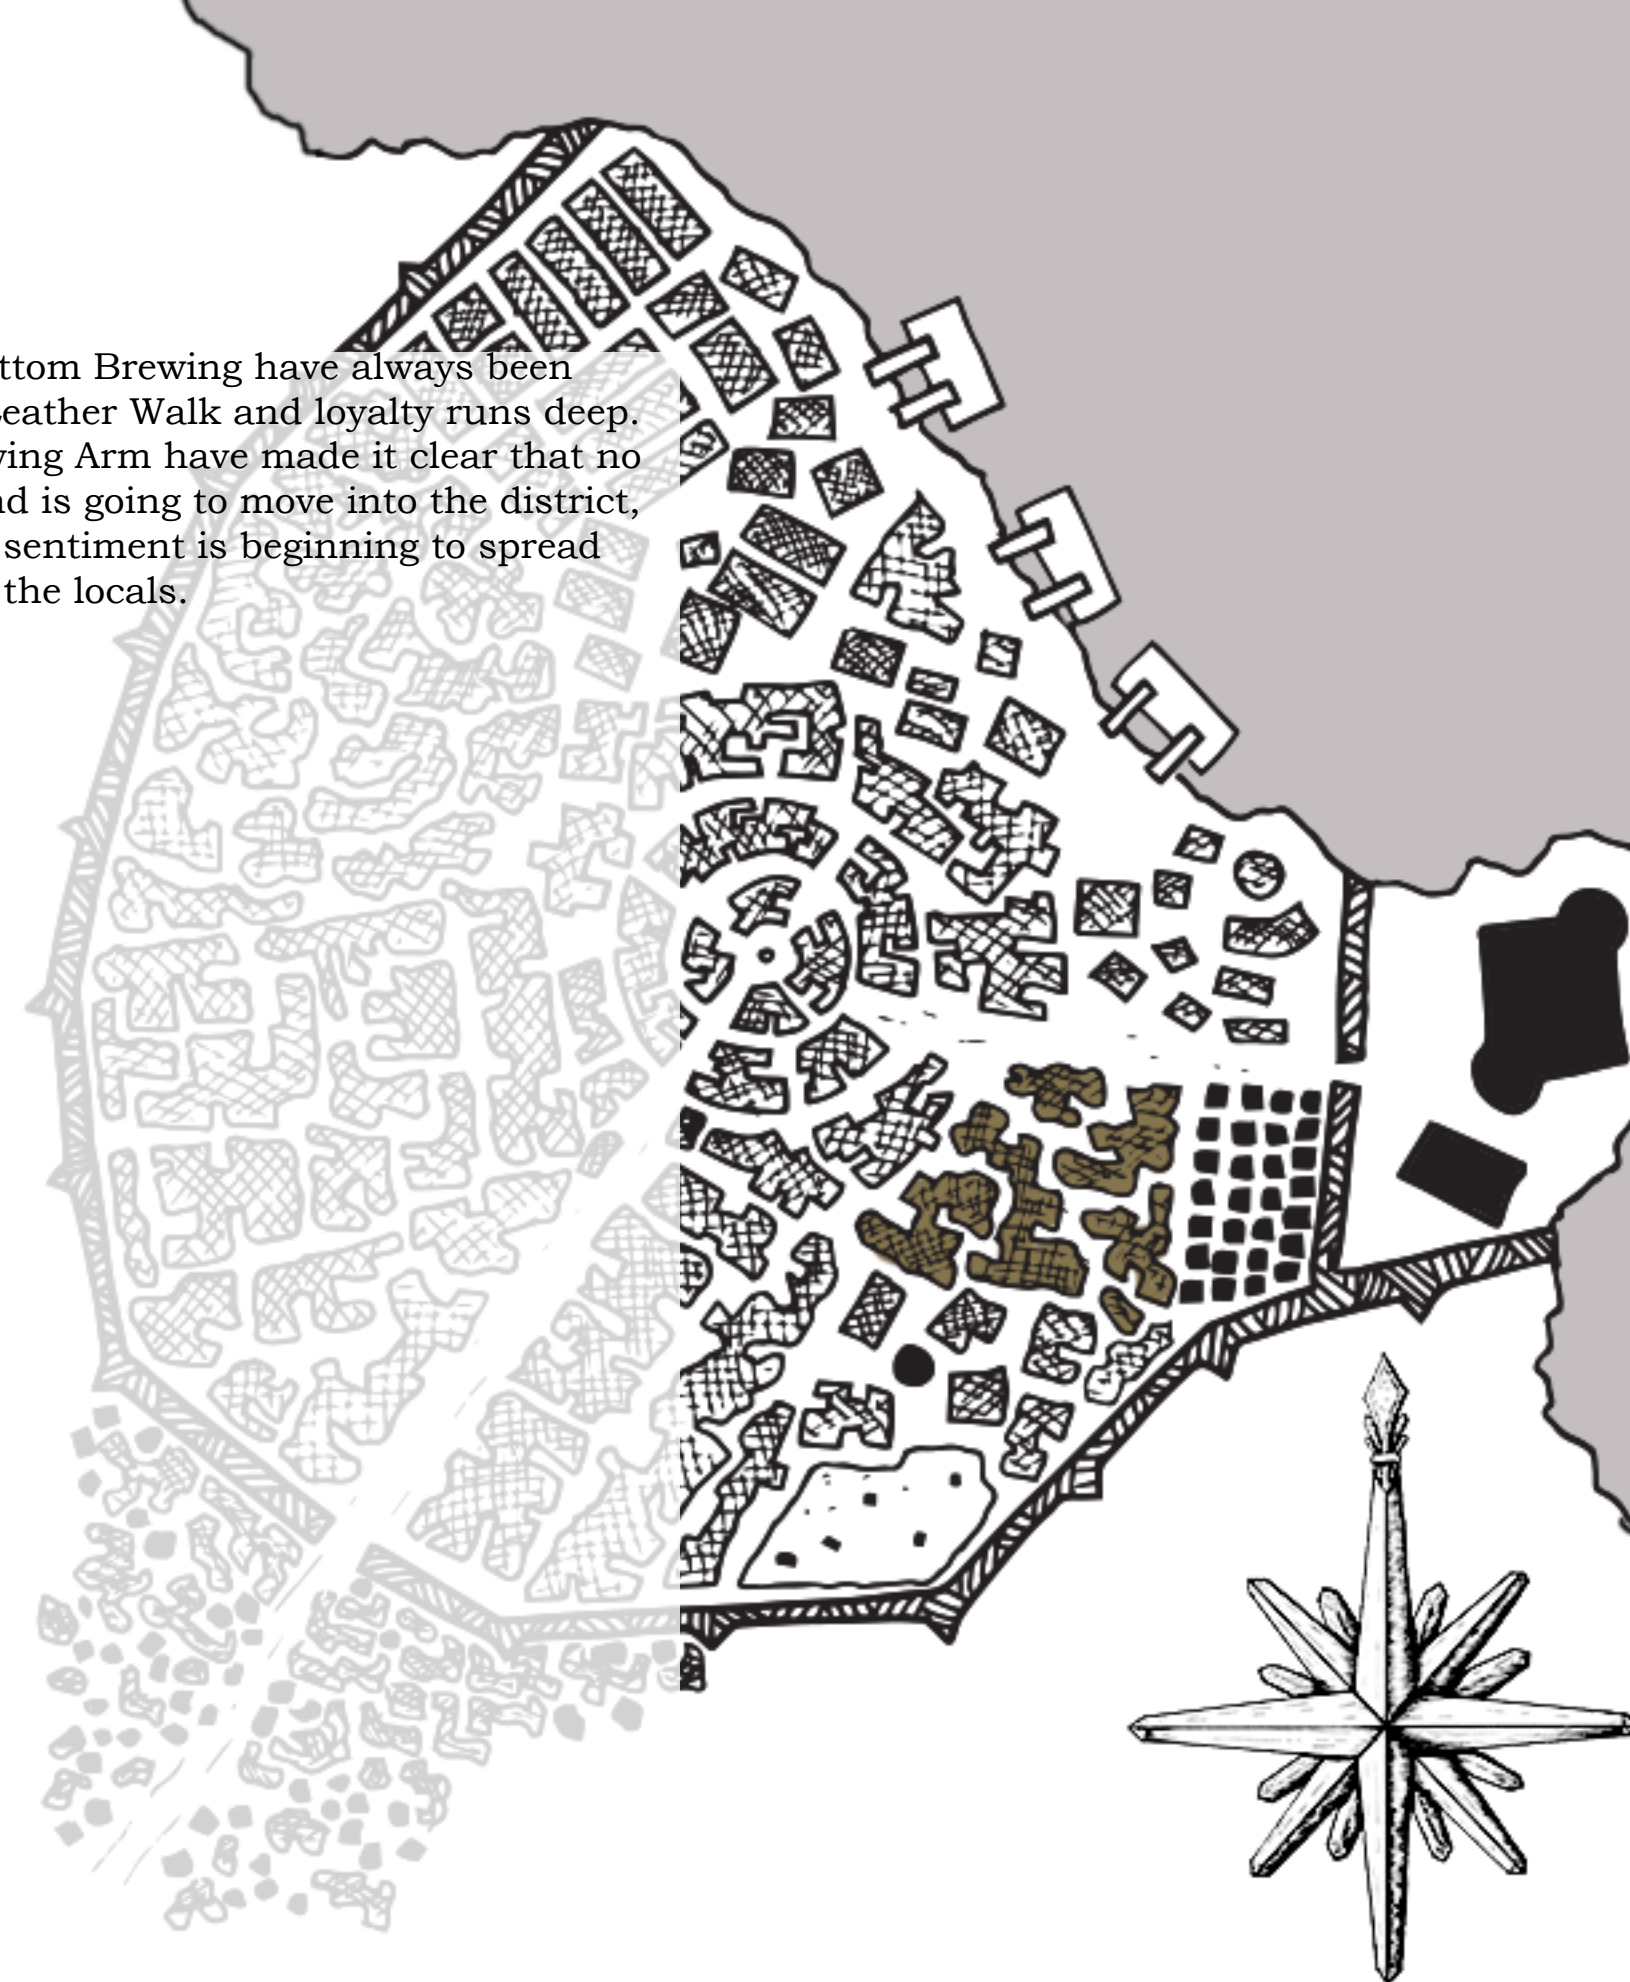 ttom Brewing have always been
eather Walk and loyalty runs deep.
ving Arm have made it clear that no
nd is going to move into the district,
sentiment is beginning to spread
the locals.